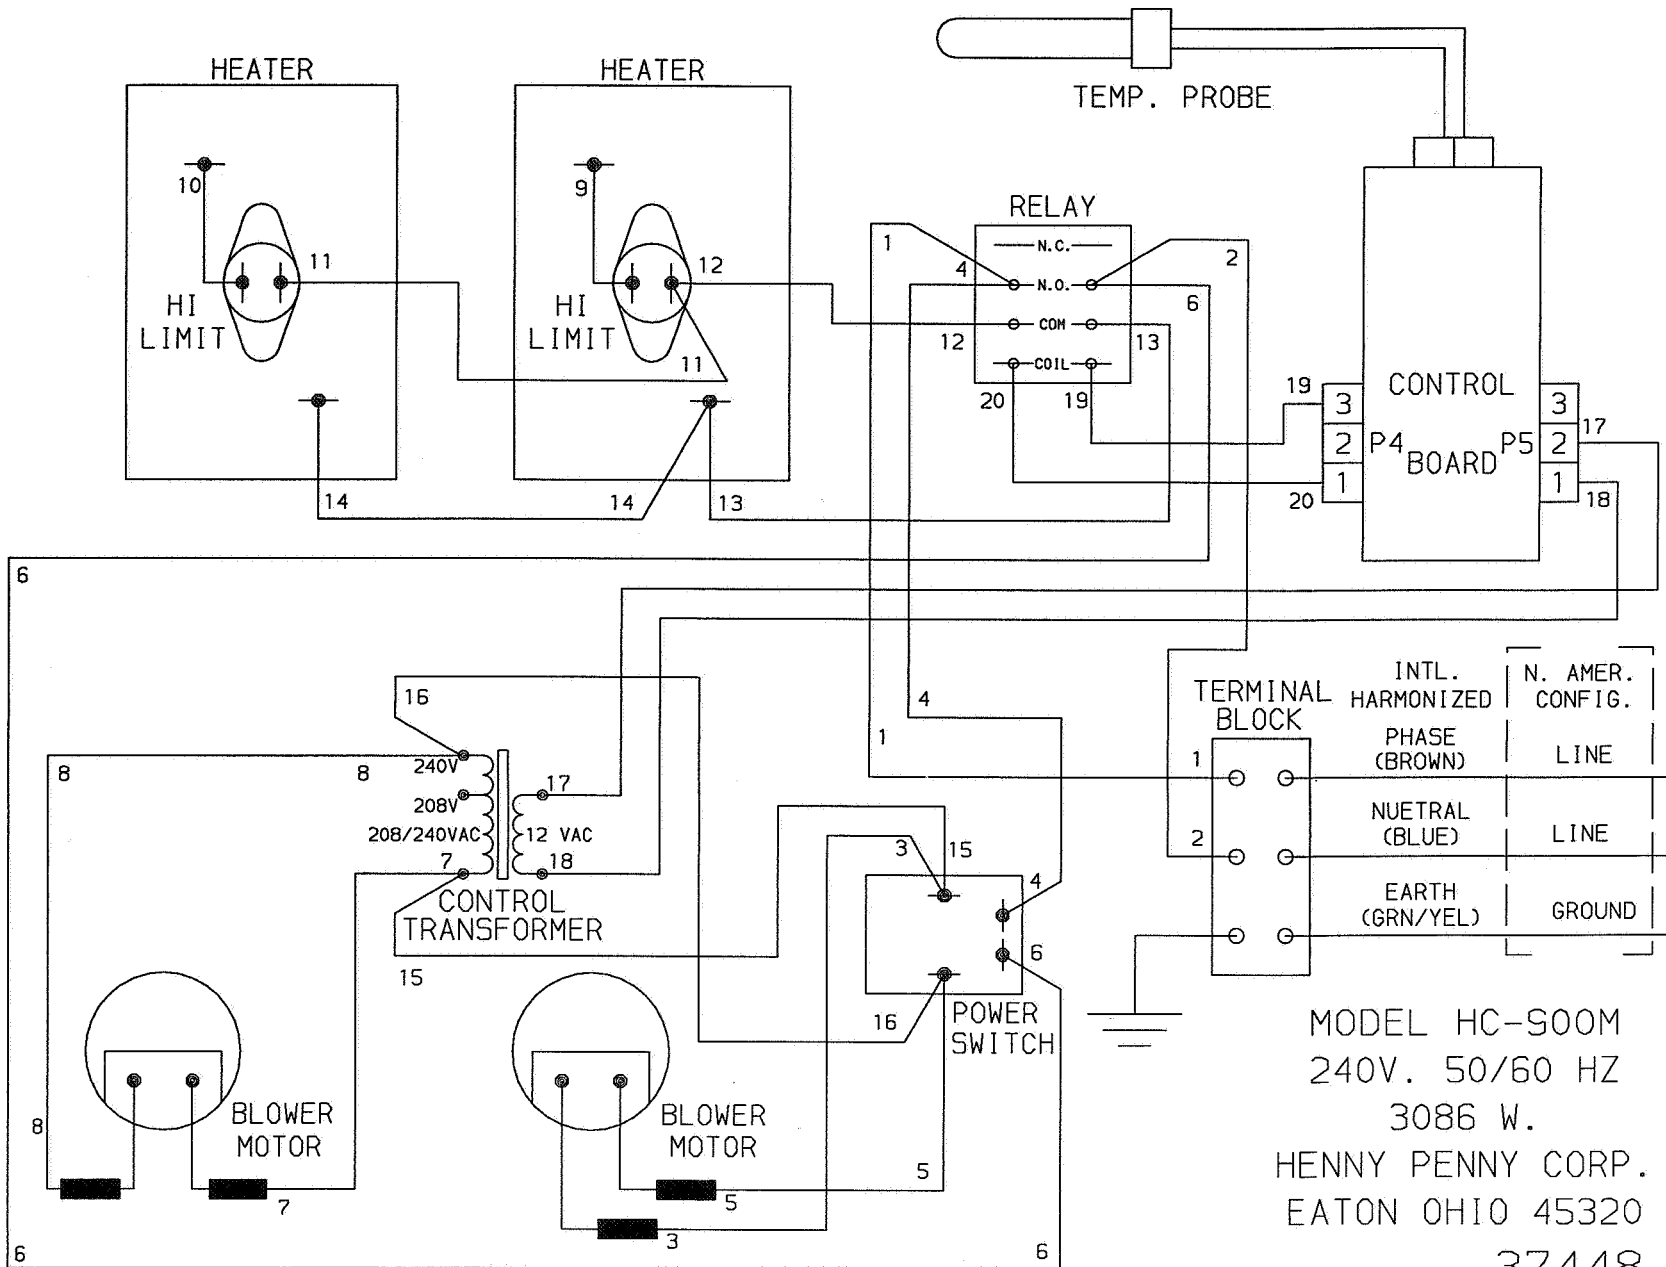 HEATER
HEATER
TEMP. PROBE
10
9
RELAY
N.C.
1
2
4
11
12
N.O.
6
HI
LIMIT
HI
LIMIT
COM
12
13
11
COIL
20
19
19
3
CONTROL
3
17
2
P4
P5
2
BOARD
1
1
20
18
14
14
13
6
16
4
TERMINAL
BLOCK
INTL.
HARMONIZED
N. AMER.
CONFIG.
1
8
8
240V
17
1
PHASE
(BROWN)
LINE
208V
208/240VAC
12 VAC
2
NUETRAL
(BLUE)
LINE
7
18
3
15
4
CONTROL
TRANSFORMER
EARTH
(GRN/YEL)
GROUND
6
15
16
POWER
SWITCH
MODEL HC-900M
240V. 50/60 HZ
3086 W.
HENNY PENNY CORP.
EATON OHIO 45320
8
BLOWER
MOTOR
BLOWER
MOTOR
5
7
5
3
6
6
37448